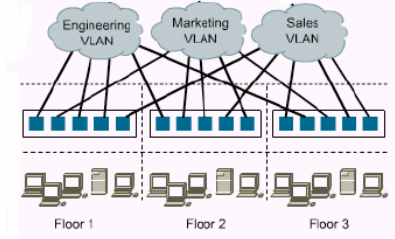 Engineering
VLAN
Marketing
VLAN
Sales
VLAN
Floor 1
Floor 2
Floor 3